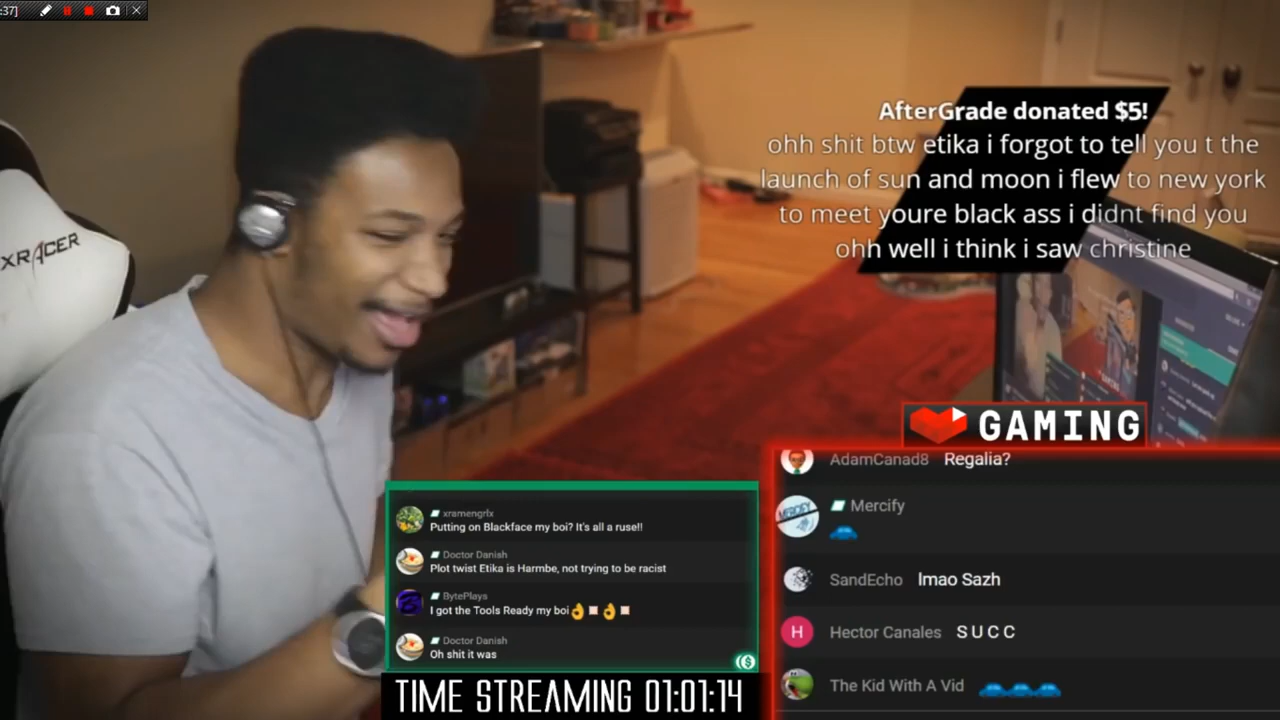 :37]
AfterGrade donated $5!
ohh shit btw etika i forgot to tell you t the
launch of sun and moon i flew to new york
to meet youre black ass i didnt find you
ohh well i think i saw christine
XRACER
GAMING
AdamCanad8 Regalia?
Mercify
SandEcho lmao Sazh
H Hector Canales S U C C
The Kid With A Vid
xramengrlx
Putting on Blackface my boi? It's all a ruse!!
Doctor Danish
Plot twist Etika is Harmbe, not trying to be racist
BytePlays
I got the Tools Ready my boi👌◽👌◽
Doctor Danish
Oh shit it was
TIME STREAMING 01:01:14